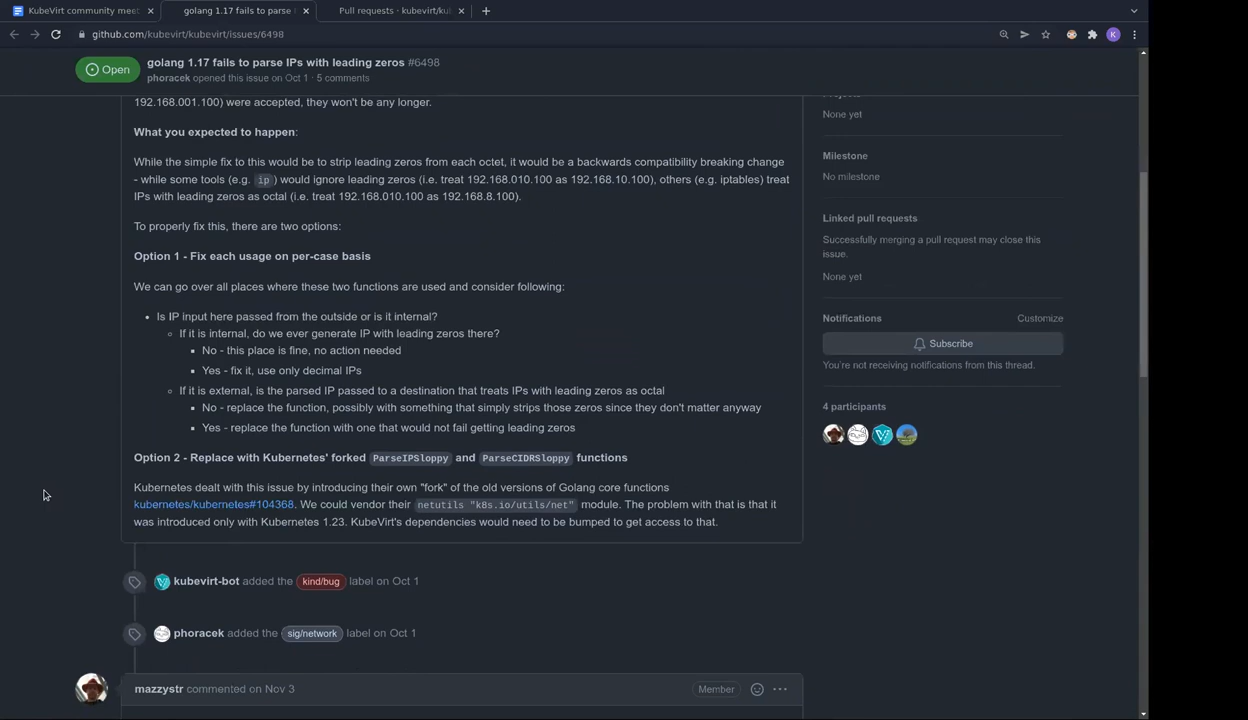 KubeVirt community meet
golang 1.17 fails to parse
Pull requests · kubevirt/ku
github.com/kubevirt/kubevirt/issues/6498
K
Open
golang 1.17 fails to parse IPs with leading zeros #6498
phoracek opened this issue on Oct 1 · 5 comments
192.168.001.100) were accepted, they won't be any longer.
What you expected to happen:
While the simple fix to this would be to strip leading zeros from each octet, it would be a backwards compatibility breaking change
- while some tools (e.g. ip) would ignore leading zeros (i.e. treat 192.168.010.100 as 192.168.10.100), others (e.g. iptables) treat
IPs with leading zeros as octal (i.e. treat 192.168.010.100 as 192.168.8.100).
To properly fix this, there are two options:
Option 1 - Fix each usage on per-case basis
We can go over all places where these two functions are used and consider following:
Is IP input here passed from the outside or is it internal?
If it is internal, do we ever generate IP with leading zeros there?
No - this place is fine, no action needed
Yes - fix it, use only decimal IPs
If it is external, is the parsed IP passed to a destination that treats IPs with leading zeros as octal
No - replace the function, possibly with something that simply strips those zeros since they don't matter anyway
Yes - replace the function with one that would not fail getting leading zeros
Option 2 - Replace with Kubernetes' forked ParseIPSloppy and ParseCIDRSloppy functions
Kubernetes dealt with this issue by introducing their own "fork" of the old versions of Golang core functions
kubernetes/kubernetes#104368. We could vendor their netutils "k8s.io/utils/net" module. The problem with that is that it
was introduced only with Kubernetes 1.23. KubeVirt's dependencies would need to be bumped to get access to that.
kubevirt-bot added the kind/bug label on Oct 1
phoracek added the sig/network label on Oct 1
mazzystr commented on Nov 3
Member
Projects
None yet
Milestone
No milestone
Linked pull requests
Successfully merging a pull request may close this
issue.
None yet
Notifications
Customize
Subscribe
You're not receiving notifications from this thread.
4 participants